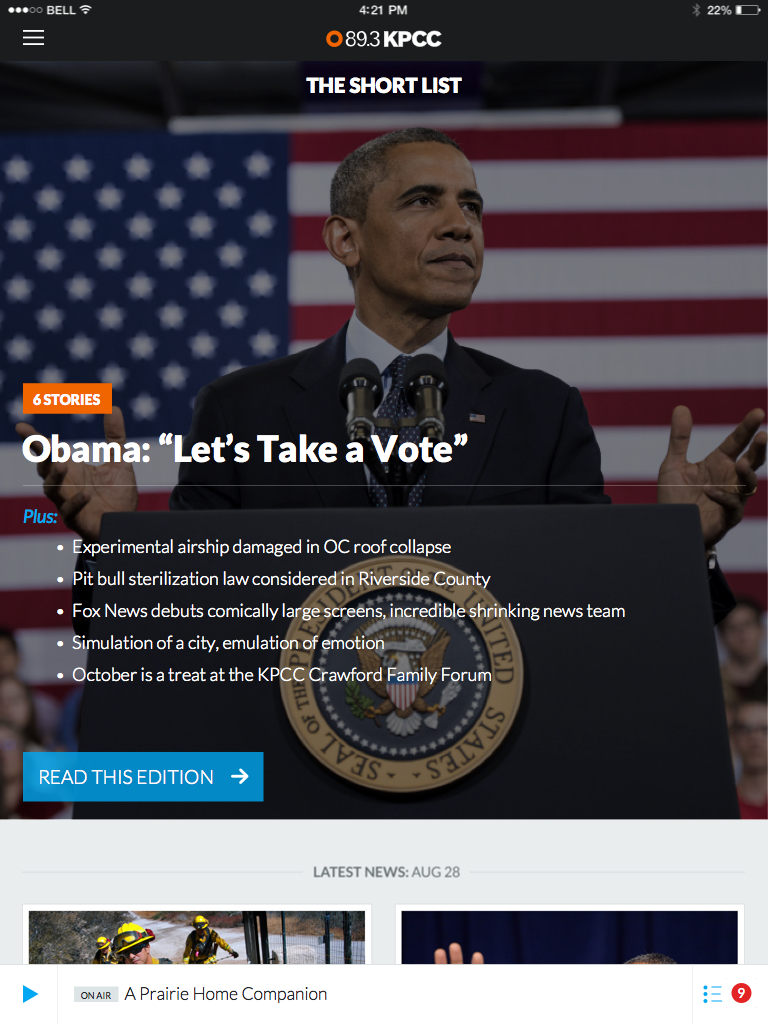 BELL 4:21 PM 22%
89.3 KPCC
THE SHORT LIST
6 STORIES
Obama: “Let’s Take a Vote”
Plus:
• Experimental airship damaged in OC roof collapse
• Pit bull sterilization law considered in Riverside County
• Fox News debuts comically large screens, incredible shrinking news team
• Simulation of a city, emulation of emotion
• October is a treat at the KPCC Crawford Family Forum
SEAL OF THE PRESIDENT OF THE UNITED STATES
READ THIS EDITION →
LATEST NEWS: AUG 28
ON AIR A Prairie Home Companion 9